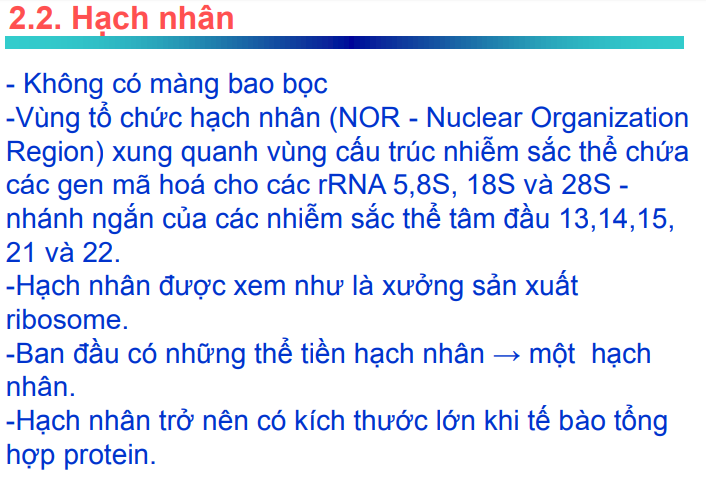 2.2. Hạch nhân
- Không có màng bao bọc
-Vùng tổ chức hạch nhân (NOR - Nuclear Organization
Region) xung quanh vùng cấu trúc nhiễm sắc thể chứa
các gen mã hoá cho các rRNA 5,8S, 18S và 28S -
nhánh ngắn của các nhiễm sắc thể tâm đầu 13,14,15,
21 và 22.
-Hạch nhân được xem như là xưởng sản xuất
ribosome.
-Ban đầu có những thể tiền hạch nhân → một  hạch
nhân.
-Hạch nhân trở nên có kích thước lớn khi tế bào tổng
hợp protein.